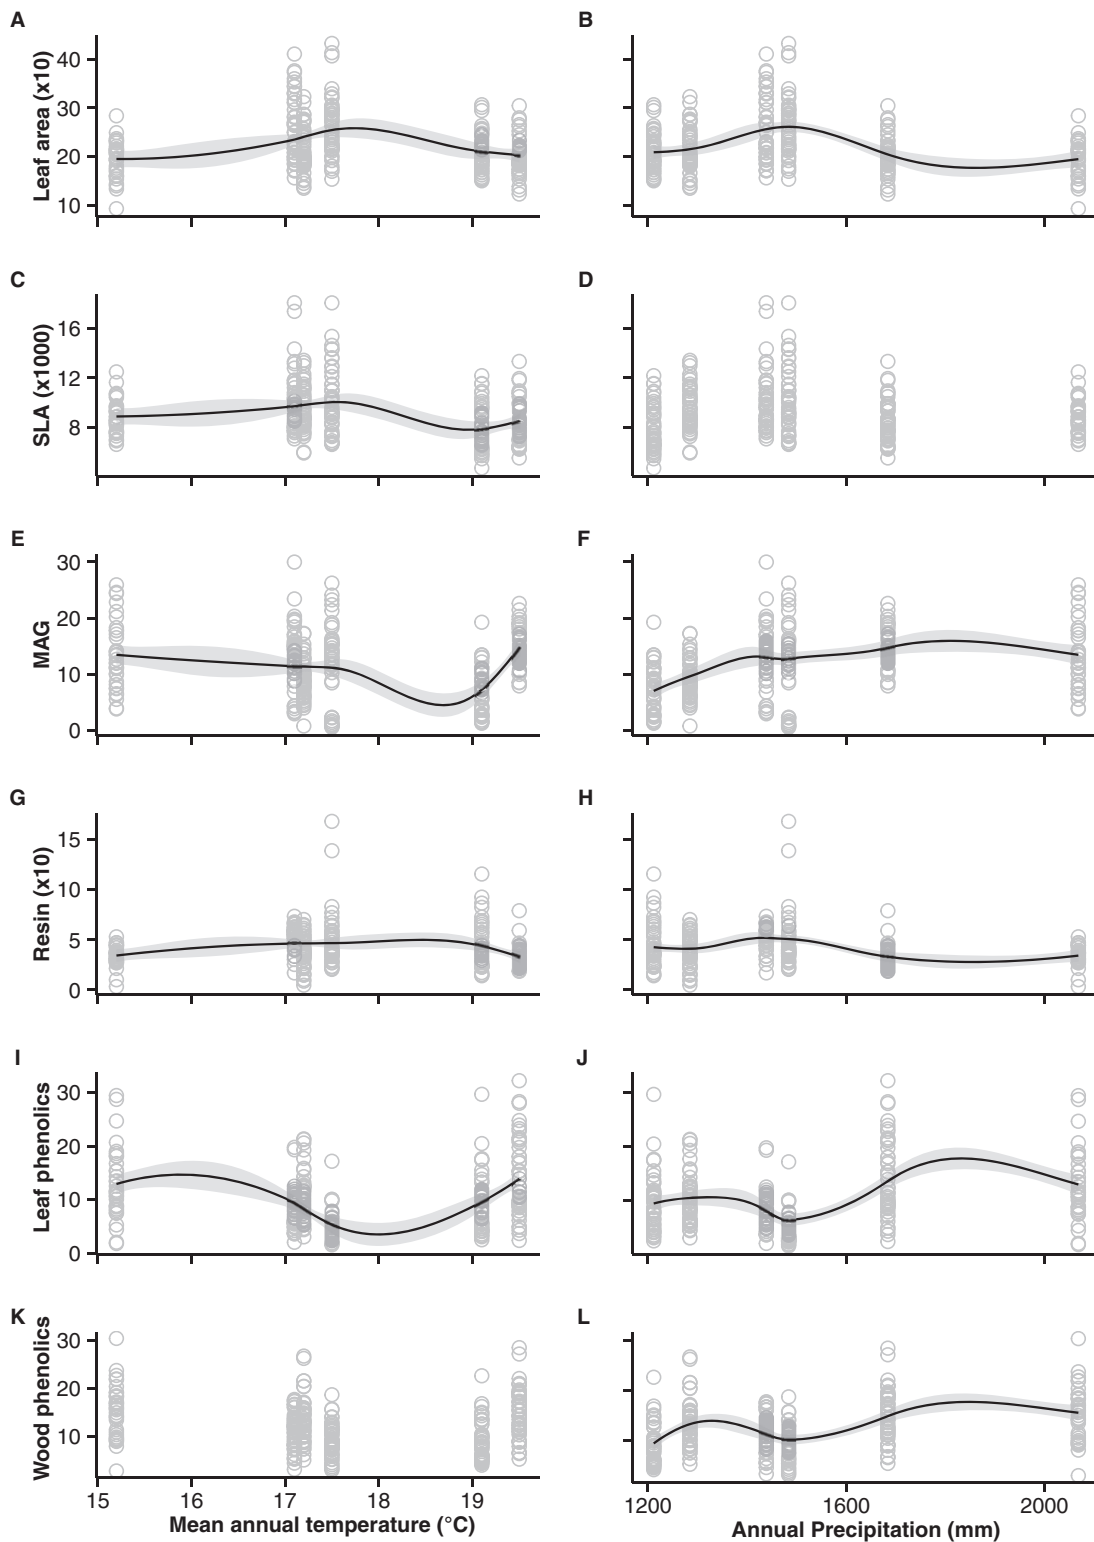 A
B
Leaf area (x10)
40
30
20
10
C
D
SLA (x1000)
16
12
8
E
F
MAG
30
20
10
0
G
H
Resin (x10)
15
10
5
0
I
J
Leaf phenolics
30
20
10
0
K
L
Wood phenolics
30
20
10
15 16 17 18 19
1200 1600 2000
Mean annual temperature (°C)
Annual Precipitation (mm)